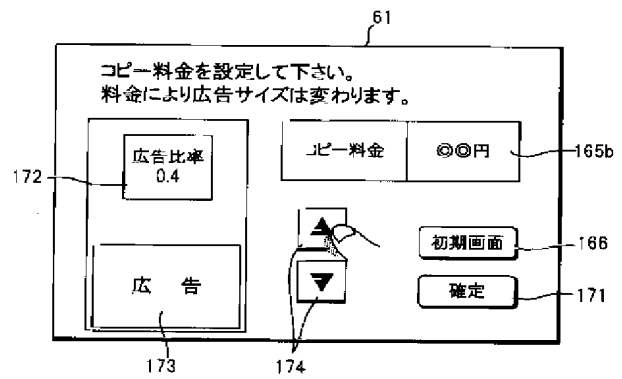 61
コピー料金を設定して下さい。
料金により広告サイズは変わります。
広告比率
0.4
172
コピー料金
◎◎円
165b
▲
▼
初期画面
166
確定
171
広 告
173
174